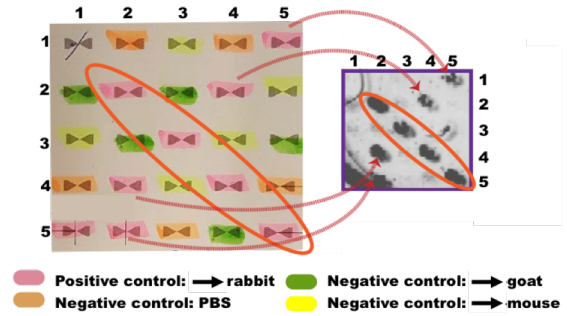 1 2 3 4 5
1
2
3
4
5
1 2 3 4 5
1
2
3
4
5
Positive control: → rabbit
Negative control: PBS
Negative control: → goat
Negative control: → mouse